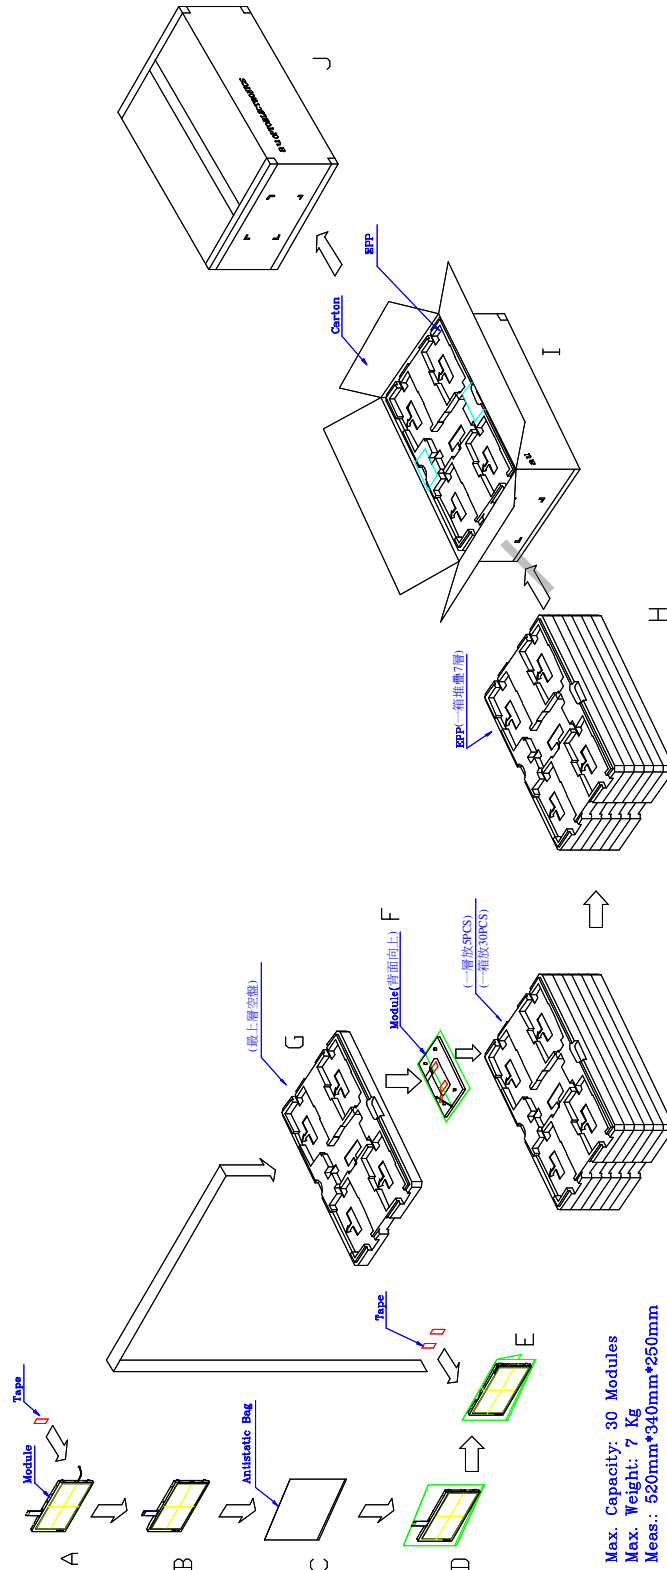 Tape
Module
A
B
Antistatic Bag
C
D
Tape
E
(最上層空盤)
G
Module(背面向上)
F
(一層放5PCS)
(一箱放30PCS)
EPP(一箱堆疊7層)
H
Carton
EPP
I
J
Max. Capacity: 30 Modules
Max. Weight: 7 Kg
Meas.: 520mm*340mm*250mm